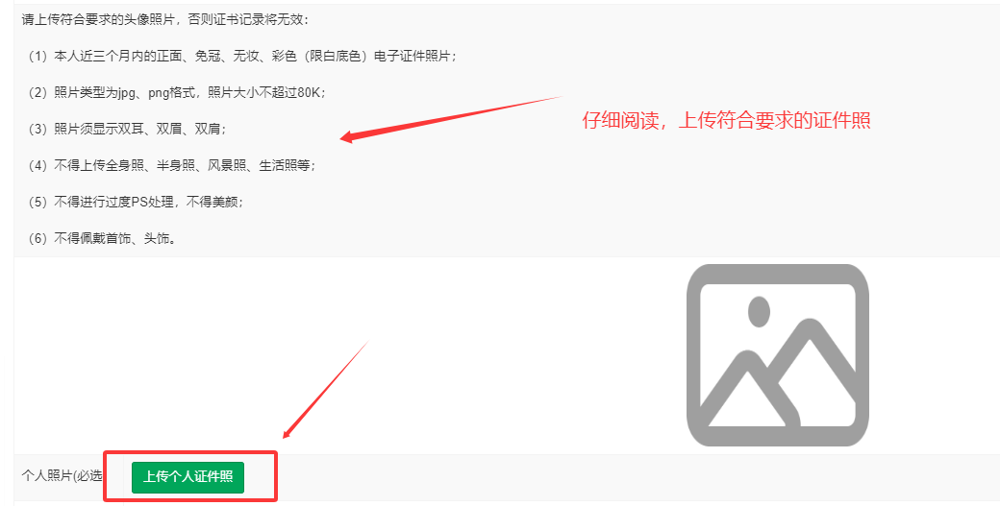 请上传符合要求的头像照片，否则证书记录将无效：
（1）本人近三个月内的正面、免冠、无妆、彩色（限白底色）电子证件照片；
（2）照片类型为jpg、png格式，照片大小不超过80K；
仔细阅读，上传符合要求的证件照
（3）照片须显示双耳、双眉、双肩；
（4）不得上传全身照、半身照、风景照、生活照等；
（5）不得进行过度PS处理，不得美颜；
（6）不得佩戴首饰、头饰。
个人照片(必选
上传个人证件照